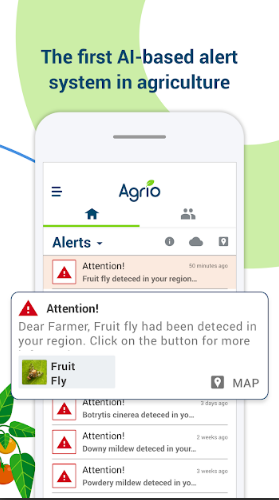 The first AI-based alert
system in agriculture
Agrio
Alerts
Attention!
50 minutes ago
Fruit fly deteced in your region...
Attention!
Dear Farmer, Fruit fly had been deteced in
your region. Click on the button for more
Fruit
Fly
MAP
Attention!
3 days ago
Botrytis cinerea deteced in yo...
Attention!
2 weeks ago
Downy mildew deteced in your...
Attention!
3 weeks ago
Powdery mildew deteced in your...